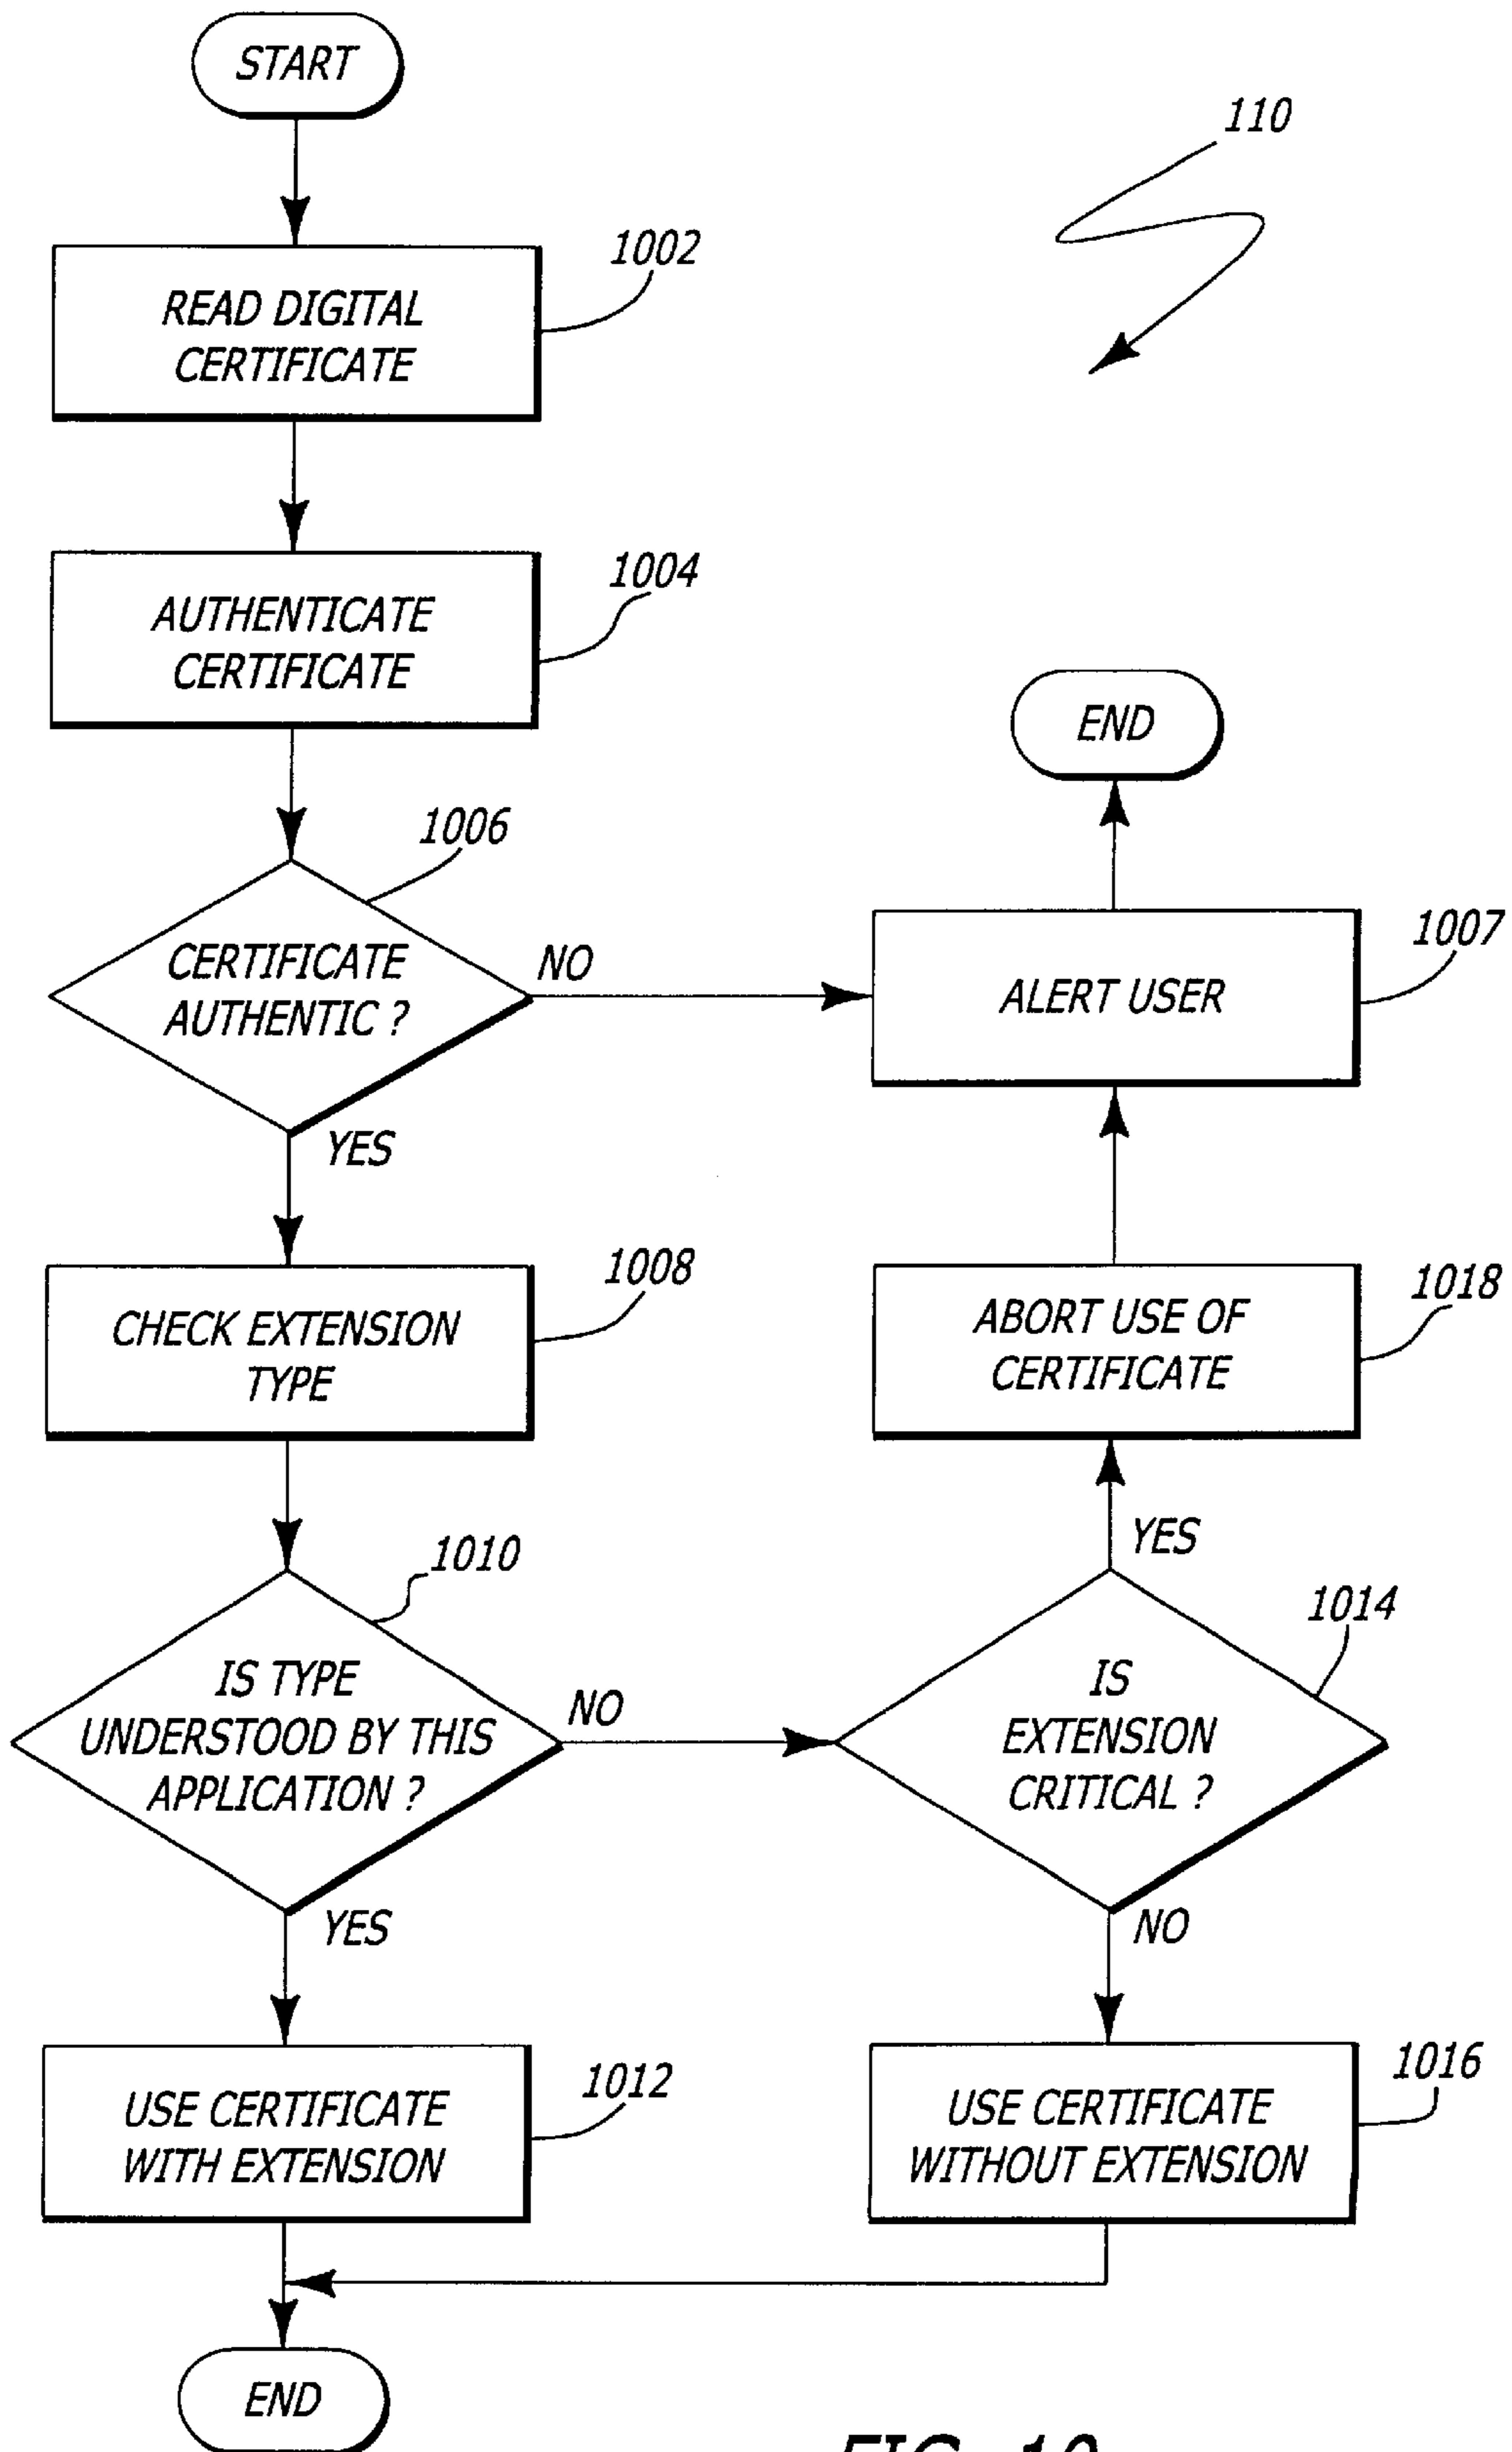 START
110
1002
READ DIGITAL
CERTIFICATE
1004
AUTHENTICATE
CERTIFICATE
END
1006
CERTIFICATE
AUTHENTIC ?
NO
1007
ALERT USER
YES
1008
CHECK EXTENSION
TYPE
1018
ABORT USE OF
CERTIFICATE
YES
1010
IS TYPE
UNDERSTOOD BY THIS
APPLICATION ?
NO
1014
IS
EXTENSION
CRITICAL ?
YES
NO
1012
USE CERTIFICATE
WITH EXTENSION
1016
USE CERTIFICATE
WITHOUT EXTENSION
END